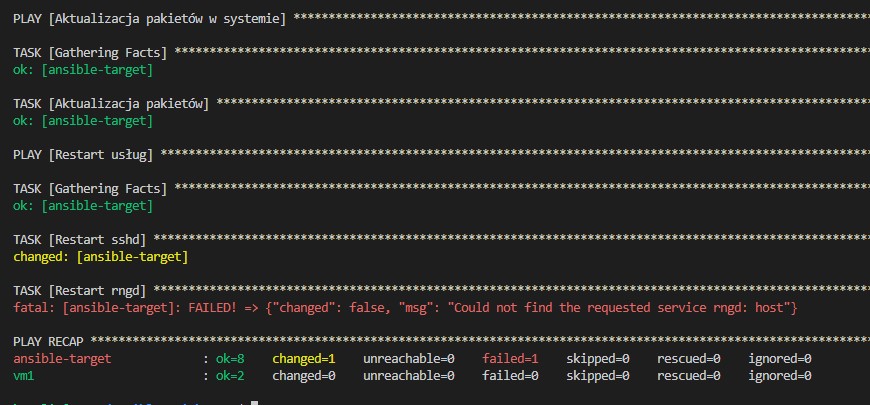 PLAY [Aktualizacja pakietów w systemie] ************************************************************************************
TASK [Gathering Facts] ************************************************************************************
ok: [ansible-target]
TASK [Aktualizacja pakietów] ************************************************************************************
ok: [ansible-target]
PLAY [Restart usług] ************************************************************************************
TASK [Gathering Facts] ************************************************************************************
ok: [ansible-target]
TASK [Restart sshd] ************************************************************************************
changed: [ansible-target]
TASK [Restart rngd] ************************************************************************************
fatal: [ansible-target]: FAILED! => {"changed": false, "msg": "Could not find the requested service rngd: host"}
PLAY RECAP ************************************************************************************
ansible-target : ok=8 changed=1 unreachable=0 failed=1 skipped=0 rescued=0 ignored=0
vm1 : ok=2 changed=0 unreachable=0 failed=0 skipped=0 rescued=0 ignored=0